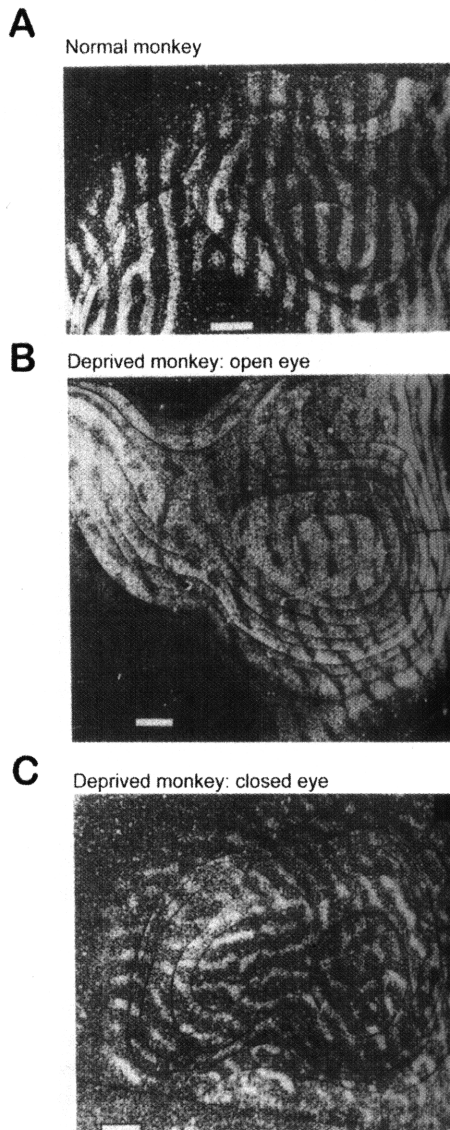 A
Normal monkey
B
Deprived monkey: open eye
C
Deprived monkey: closed eye